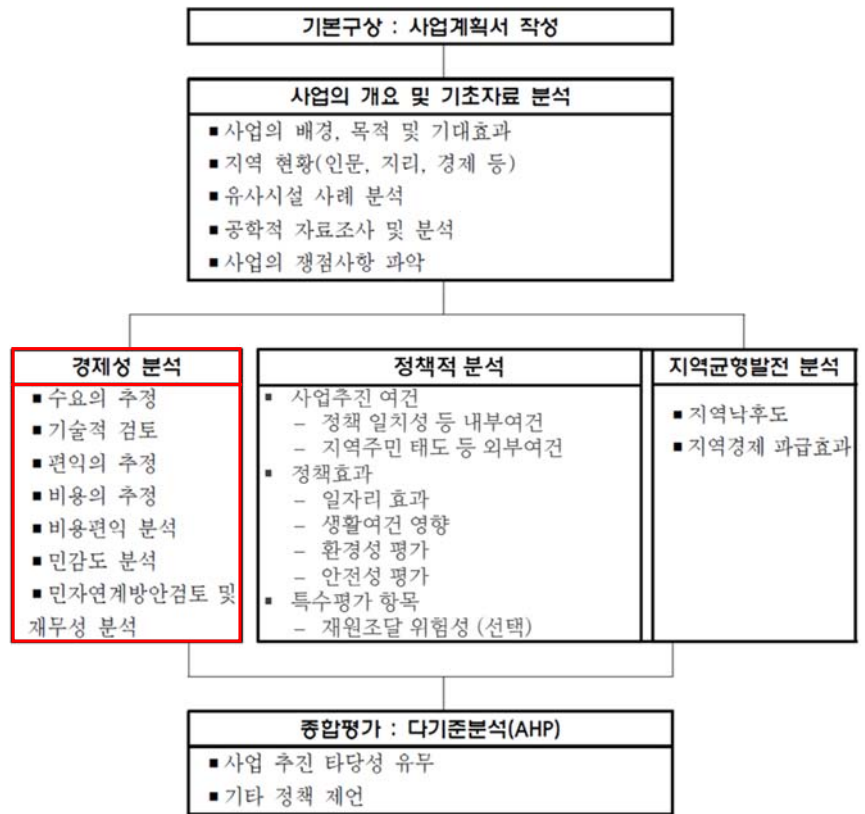 기본구상 : 사업계획서 작성
사업의 개요 및 기초자료 분석
■ 사업의 배경, 목적 및 기대효과
■ 지역 현황(인문, 지리, 경제 등)
■ 유사시설 사례 분석
■ 공학적 자료조사 및 분석
■ 사업의 쟁점사항 파악
경제성 분석
■ 수요의 추정
■ 기술적 검토
■ 편익의 추정
■ 비용의 추정
■ 비용편익 분석
■ 민감도 분석
■ 민자연계방안검토 및
재무성 분석
정책적 분석
▪ 사업추진 여건
– 정책 일치성 등 내부여건
– 지역주민 태도 등 외부여건
▪ 정책효과
– 일자리 효과
– 생활여건 영향
– 환경성 평가
– 안전성 평가
▪ 특수평가 항목
– 재원조달 위험성 (선택)
지역균형발전 분석
■ 지역낙후도
■ 지역경제 파급효과
종합평가 : 다기준분석(AHP)
■ 사업 추진 타당성 유무
■ 기타 정책 제언